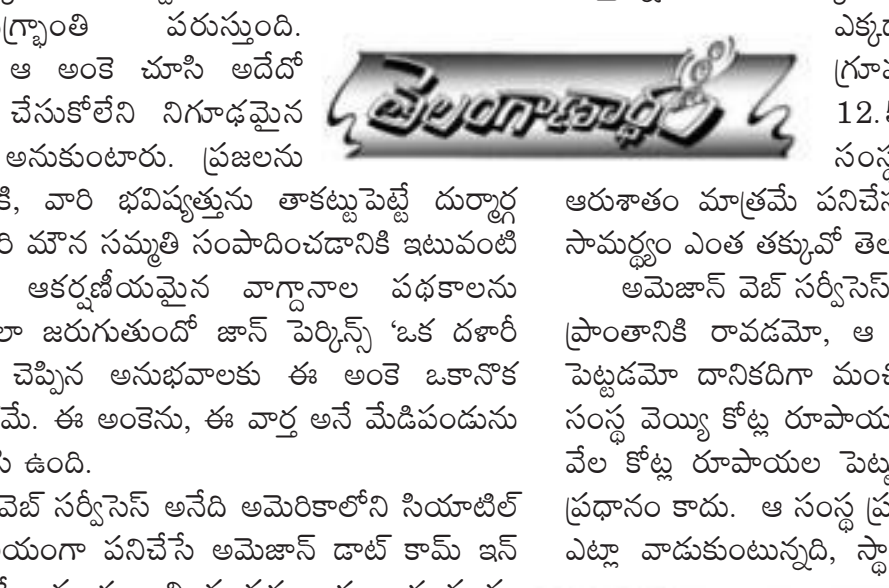 పరుస్తుంది.
ఆ అంకె చూసి అదేదో
చేసుకోలేని నిగూఢమైన
అనుకుంటారు. ప్రజలను
వారి భవిష్యత్తును తాకట్టుపెట్టే దుర్మార్గ
మౌన సమ్మతి సంపాదించడానికి ఇటువంటి
ఆకర్షణీయమైన వాగ్దానాల పథకాలను
జరుగుతుందో జాన్ పెర్కిన్స్ ‘ఒక దళారీ
చెప్పిన అనుభవాలకు ఈ అంకె ఒకానొక
ఈ అంకెను, ఈ వార్త అనే మేడిపండును
ఉంది.
వెబ్ సర్వీసెస్ అనేది అమెరికాలోని సియాటిల్
పనిచేసే అమెజాన్ డాట్ కామ్ ఇన్
తెలంగాణార్థం
12.5
ఆరుశాతం మాత్రమే
సామర్థ్యం ఎంత తక్కువో
అమెజాన్ వెబ్ సర్వీసెస్
ప్రాంతానికి రావడమో, ఆ
పెట్టడమో దానికదిగా
సంస్థ వెయ్యి కోట్ల
వేల కోట్ల రూపాయల
ప్రధానం కాదు. ఆ సంస్థ
ఎట్లా వాడుకుంటున్నది,